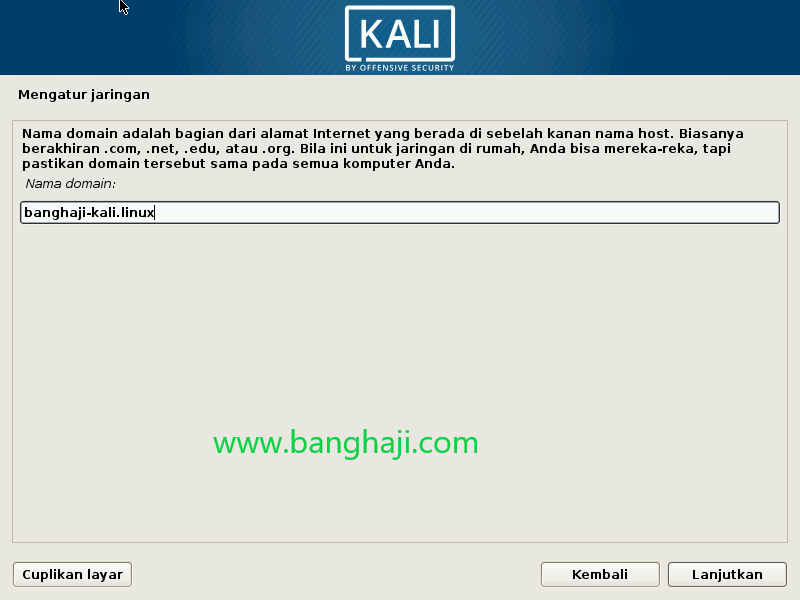 KALI
BY OFFENSIVE SECURITY
Mengatur jaringan
Nama domain adalah bagian dari alamat Internet yang berada di sebelah kanan nama host. Biasanya
berakhiran .com, .net, .edu, atau .org. Bila ini untuk jaringan di rumah, Anda bisa mereka-reka, tapi
pastikan domain tersebut sama pada semua komputer Anda.
Nama domain:
banghaji-kali.linux
www.banghaji.com
Cuplikan layar
Kembali
Lanjutkan